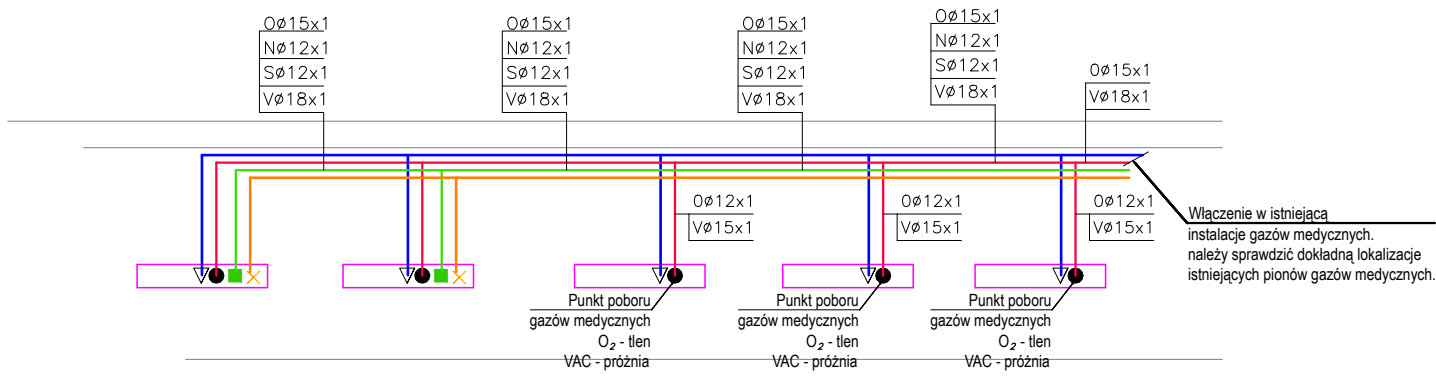 OØ15x1
NØ12x1
SØ12x1
VØ18x1
OØ15x1
NØ12x1
SØ12x1
VØ18x1
OØ15x1
NØ12x1
SØ12x1
VØ18x1
OØ15x1
NØ12x1
SØ12x1
VØ18x1
OØ15x1
VØ18x1
OØ12x1
VØ15x1
OØ12x1
VØ15x1
OØ12x1
VØ15x1
Włączenie w istniejącą
instalacje gazów medycznych.
należy sprawdzić dokładną lokalizacje
istniejących pionów gazów medycznych.
Punkt poboru
gazów medycznych
O₂ - tlen
VAC - próżnia
Punkt poboru
gazów medycznych
O₂ - tlen
VAC - próżnia
Punkt poboru
gazów medycznych
O₂ - tlen
VAC - próżnia